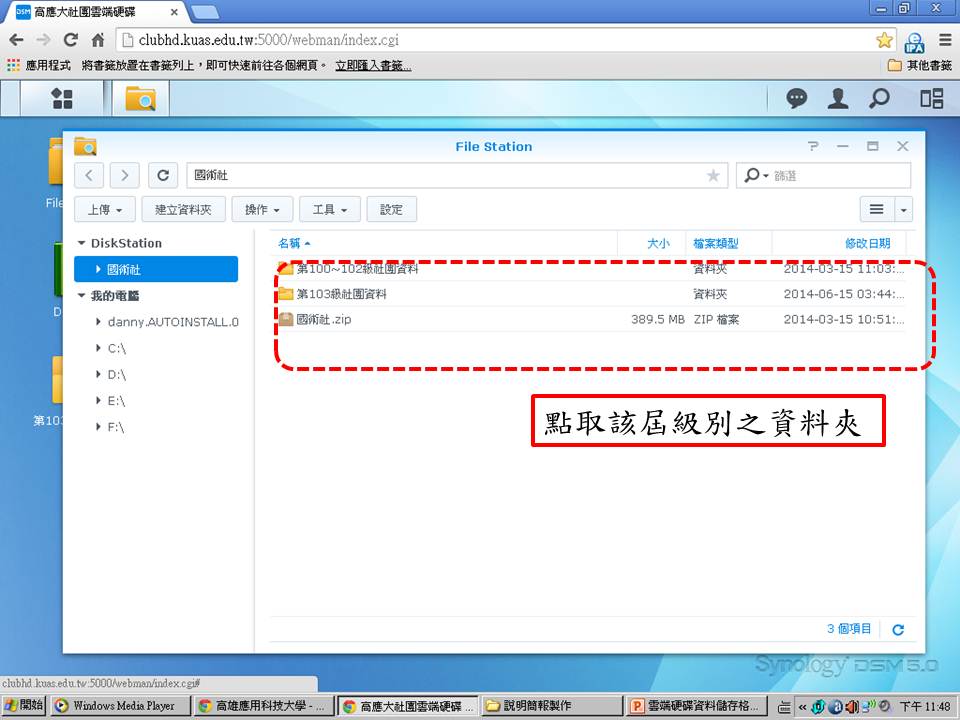 DSM 高應大社團雲端硬碟
clubhd.kuas.edu.tw:5000/webman/index.cgi
應用程式 將書籤放置在書籤列上，即可快速前往各個網頁。 立即匯入書籤... 其他書籤
File Station
國術社 篩選
上傳 建立資料夾 操作 工具 設定
DiskStation
國術社
我的電腦
danny.AUTOINSTALL.0
C:\
D:\
E:\
F:\
名稱 大小 檔案類型 修改日期
第100~102級社團資料 資料夾 2014-03-15 11:03:...
第103級社團資料 資料夾 2014-06-15 03:44:...
國術社.zip 389.5 MB ZIP 檔案 2014-03-15 10:51:...
File
D
第103
點取該屆級別之資料夾
3 個項目
Synology DSM 5.0
clubhd.kuas.edu.tw:5000/webman/index.cgi#
開始 Windows Media Player 高雄應用科技大學 - ... 高應大社團雲端硬碟 ... 說明簡報製作 雲端硬碟資料儲存格... 下午 11:48